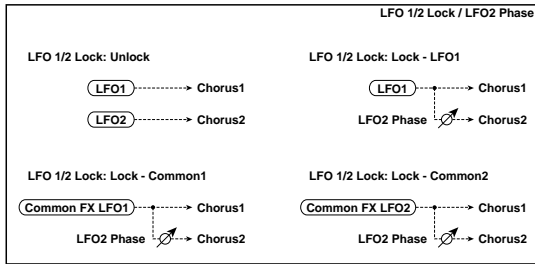 LFO 1/2 Lock / LFO2 Phase
LFO 1/2 Lock: Unlock
LFO1 Chorus1
LFO2 Chorus2
LFO 1/2 Lock: Lock - LFO1
LFO1 Chorus1
LFO2 Phase Chorus2
LFO 1/2 Lock: Lock - Common1
Common FX LFO1 Chorus1
LFO2 Phase Chorus2
LFO 1/2 Lock: Lock - Common2
Common FX LFO2 Chorus1
LFO2 Phase Chorus2